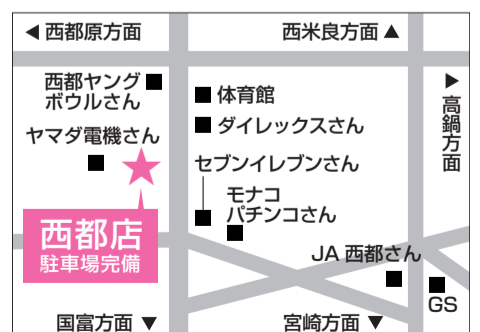 ◀西都原方面
西米良方面▲
西都ヤング■
ボウルさん
■体育館
■ダイレックスさん
▶高鍋方面
ヤマダ電機さん
セブンイレブンさん
モナコ
パチンコさん
西都店
駐車場完備
JA 西都さん
GS
国富方面▼
宮崎方面▼